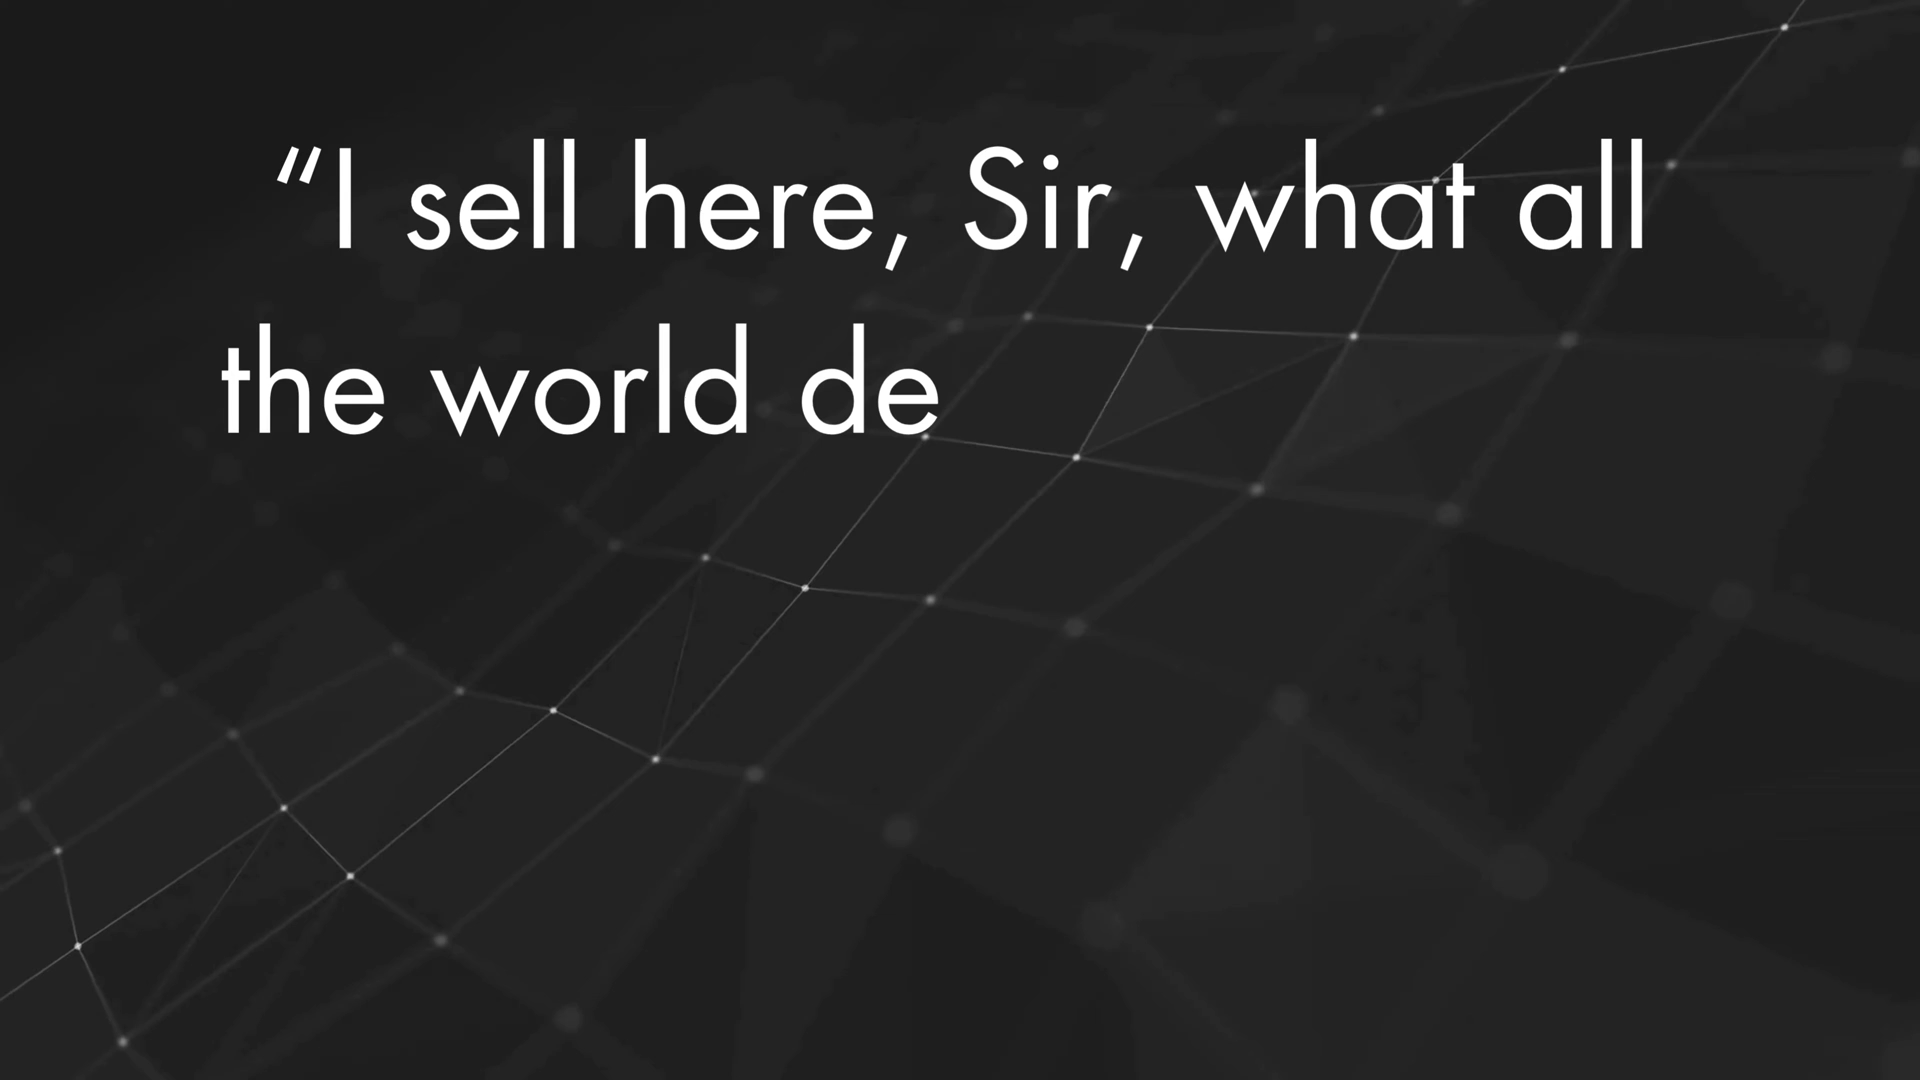 “I sell here, Sir, what all
the world de